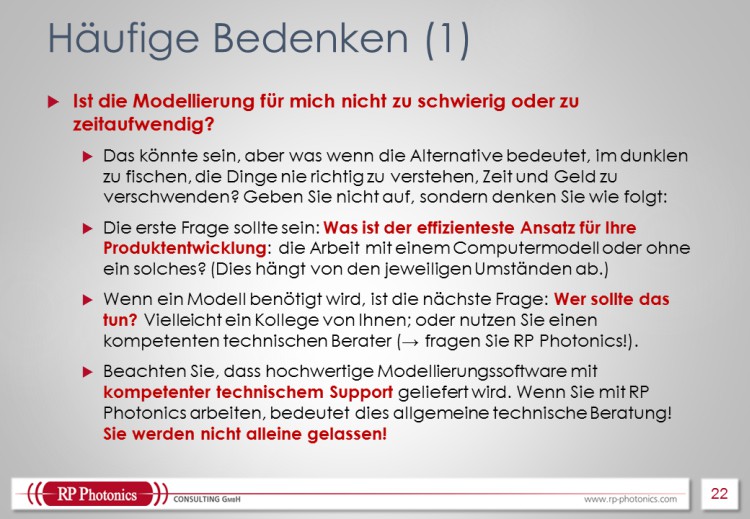 Häufige Bedenken (1)
Ist die Modellierung für mich nicht zu schwierig oder zu
zeitaufwendig?
Das könnte sein, aber was wenn die Alternative bedeutet, im dunklen
zu fischen, die Dinge nie richtig zu verstehen, Zeit und Geld zu
verschwenden? Geben Sie nicht auf, sondern denken Sie wie folgt:
Die erste Frage sollte sein: Was ist der effizienteste Ansatz für Ihre
Produktentwicklung: die Arbeit mit einem Computermodell oder ohne
ein solches? (Dies hängt von den jeweiligen Umständen ab.)
Wenn ein Modell benötigt wird, ist die nächste Frage: Wer sollte das
tun? Vielleicht ein Kollege von Ihnen; oder nutzen Sie einen
kompetenten technischen Berater (→ fragen Sie RP Photonics!).
Beachten Sie, dass hochwertige Modellierungssoftware mit
kompetenter technischem Support geliefert wird. Wenn Sie mit RP
Photonics arbeiten, bedeutet dies allgemeine technische Beratung!
Sie werden nicht alleine gelassen!
RP Photonics CONSULTING GmbH
www.rp-photonics.com
22